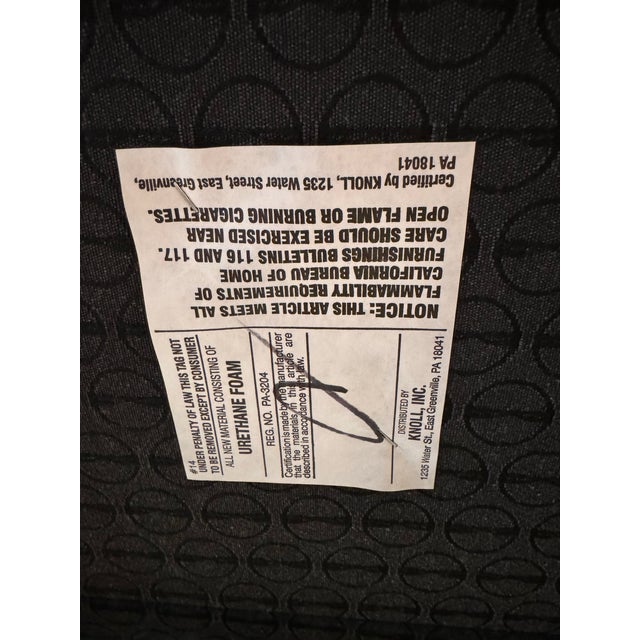 NOTICE: THIS ARTICLE MEETS ALL
FLAMMABILITY REQUIREMENTS OF
CALIFORNIA BUREAU OF HOME
FURNISHINGS BULLETINS 116 AND 117.
CARE SHOULD BE EXERCISED NEAR
OPEN FLAME OR BURNING CIGARETTES.
Certified by KNOLL, 1235 Water Street, East Greenville,
PA 18041
#14
UNDER PENALTY OF LAW THIS TAG NOT
TO BE REMOVED EXCEPT BY CONSUMER
ALL NEW MATERIAL CONSISTING OF
URETHANE FOAM
REG. NO. PA-3204
Certification is made by the manufacturer
that the materials in this article are
described in accordance with law.
DISTRIBUTED BY
KNOLL, INC.
1235 Water St., East Greenville, PA 18041